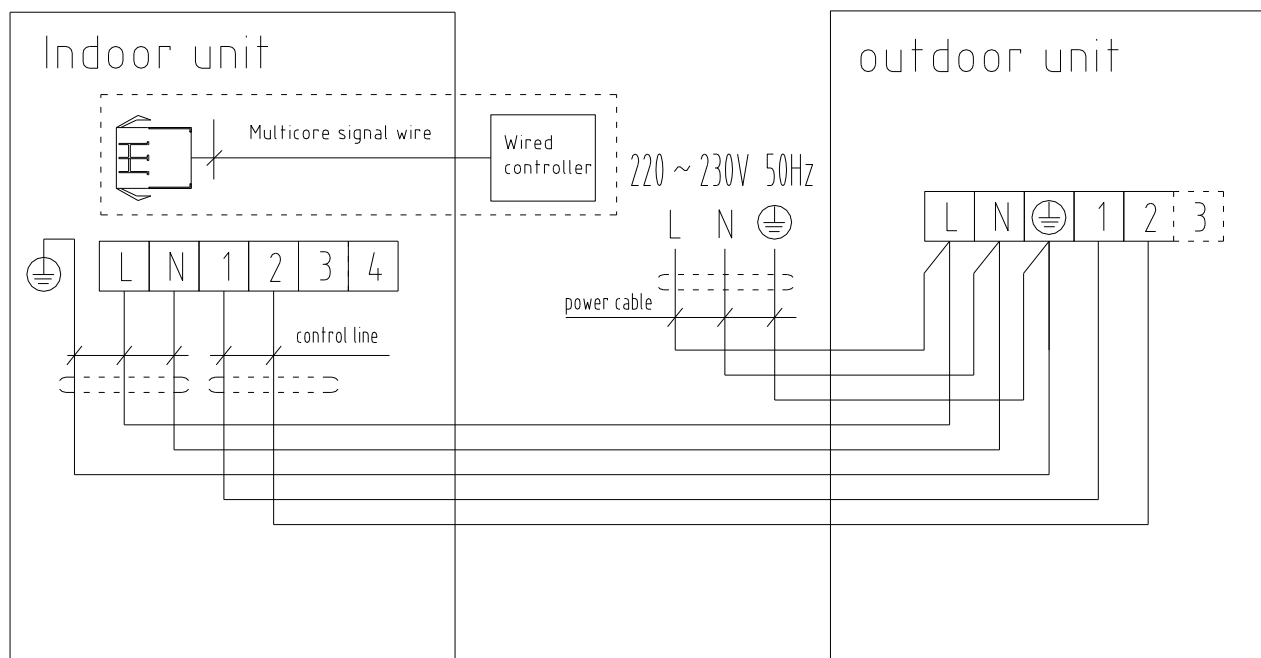 Indoor unit
outdoor unit
Multicore signal wire
Wired
controller
220 ~ 230V 50Hz
L N
L N 1 2 3
L N 1 2 3 4
power cable
control line